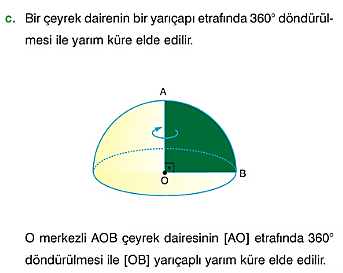 c. Bir çeyrek dairenin bir yarıçapı etrafında 360° döndürül-
mesi ile yarım küre elde edilir.
A
O
B
O merkezli AOB çeyrek dairesinin [AO] etrafında 360°
döndürülmesi ile [OB] yarıçaplı yarım küre elde edilir.